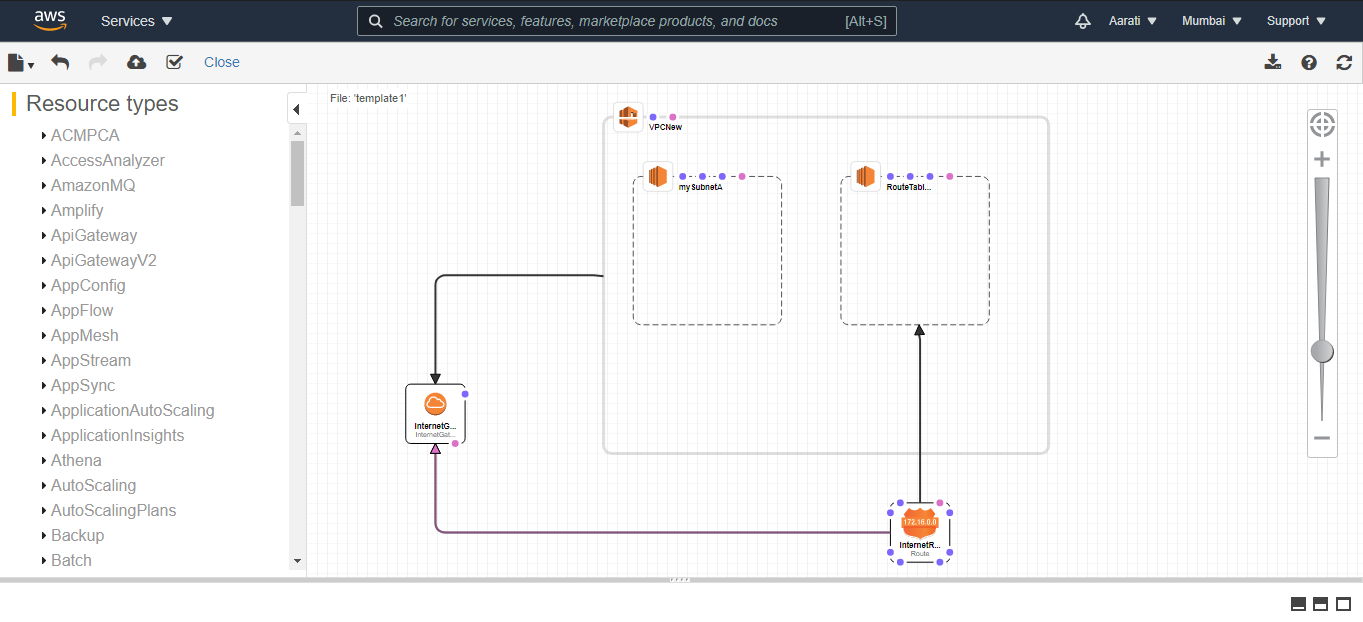 aws Services Search for services, features, marketplace products, and docs [Alt+S] Aarati Mumbai Support
Close
Resource types
ACMPCA
AccessAnalyzer
AmazonMQ
Amplify
ApiGateway
ApiGatewayV2
AppConfig
AppFlow
AppMesh
AppStream
AppSync
ApplicationAutoScaling
ApplicationInsights
Athena
AutoScaling
AutoScalingPlans
Backup
Batch
File: 'template1'
VPCNew
mySubnetA
RouteTabl...
InternetG...
InternetGat...
172.16.0.0
InternetR...
Route